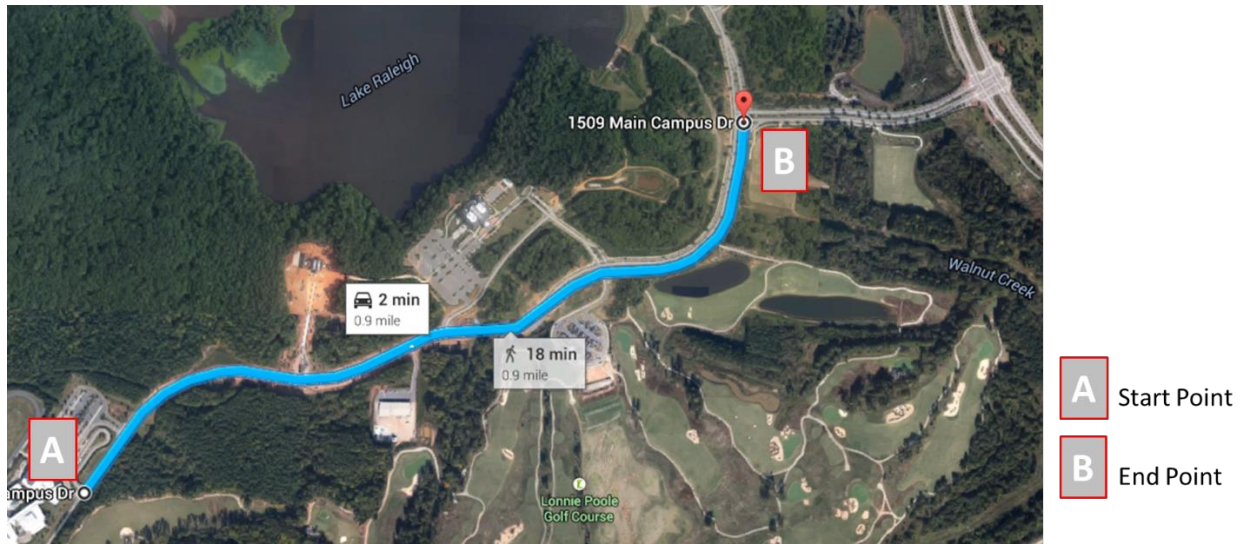 Lake Raleigh
1509 Main Campus Dr
B
Walnut Creek
2 min
0.9 mile
18 min
0.9 mile
A
ampus Dr
Lonnie Poole
Golf Course
A Start Point
B End Point